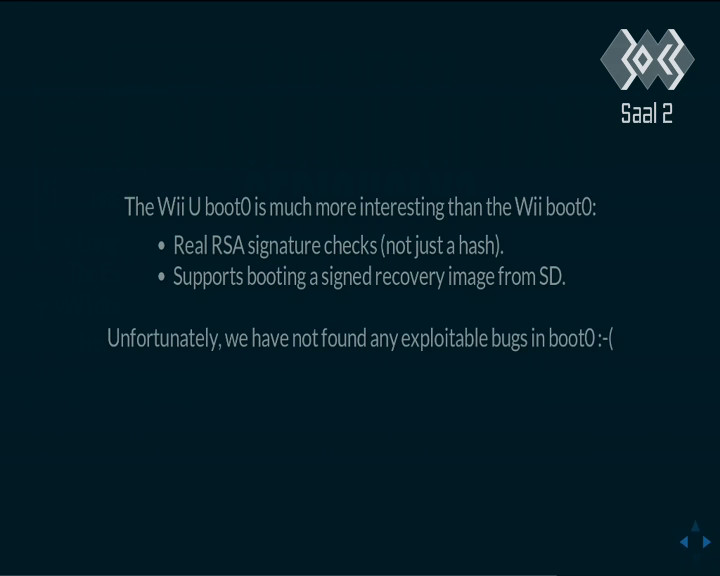 Saal 2
The Wii U boot0 is much more interesting than the Wii boot0:
• Real RSA signature checks (not just a hash).
• Supports booting a signed recovery image from SD.
Unfortunately, we have not found any exploitable bugs in boot0 :-(